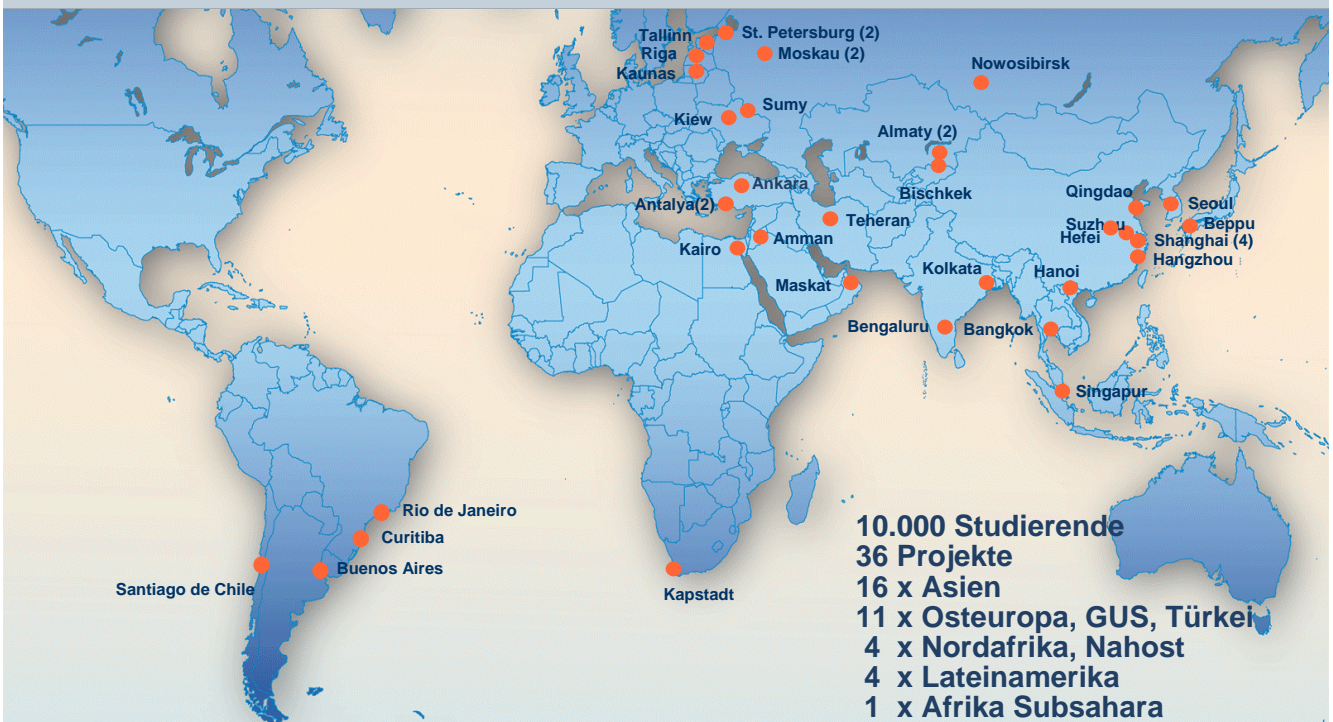 Tallinn
St. Petersburg (2)
Riga
Moskau (2)
Kaunas
Nowosibirsk
Sumy
Kiew
Almaty (2)
Bischkek
Ankara
Antalya(2)
Teheran
Qingdao
Seoul
Suzhou
Beppu
Hefei
Shanghai (4)
Hangzhou
Amman
Kairo
Maskat
Kolkata
Hanoi
Bengaluru
Bangkok
Singapur
Rio de Janeiro
Curitiba
Buenos Aires
Santiago de Chile
Kapstadt
10.000 Studierende
36 Projekte
16 x Asien
11 x Osteuropa, GUS, Türkei
4 x Nordafrika, Nahost
4 x Lateinamerika
1 x Afrika Subsahara